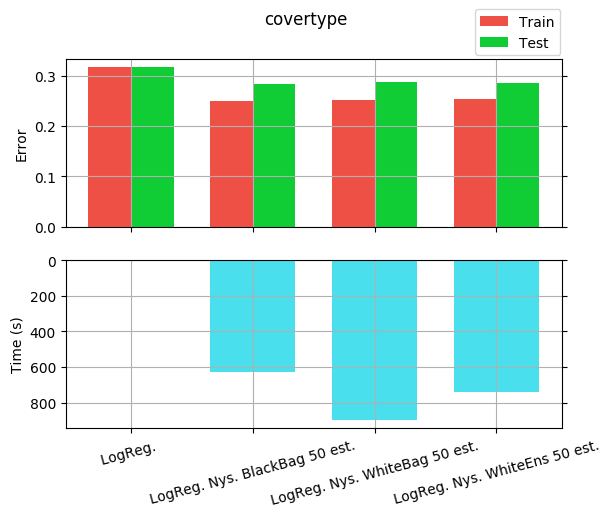 covertype
Train
Test
Error
0.3
0.2
0.1
0.0
Time (s)
0
200
400
600
800
LogReg.
LogReg. Nys. BlackBag 50 est.
LogReg. Nys. WhiteBag 50 est.
LogReg. Nys. WhiteEns 50 est.